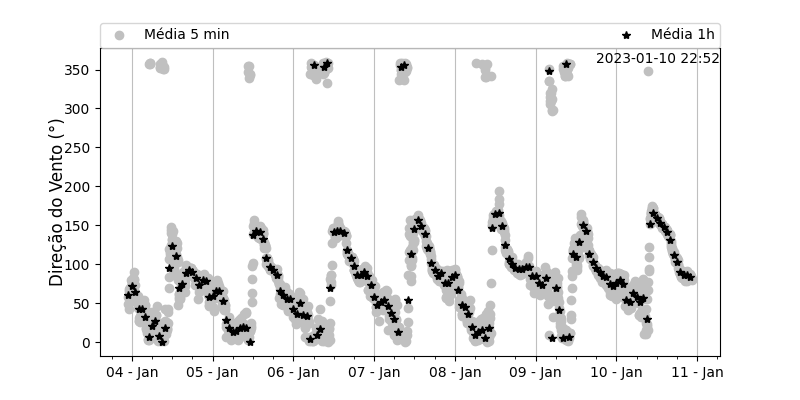 Média 5 min
Média 1h
2023-01-10 22:52
Direção do Vento (°)
350
300
250
200
150
100
50
0
04 - Jan
05 - Jan
06 - Jan
07 - Jan
08 - Jan
09 - Jan
10 - Jan
11 - Jan